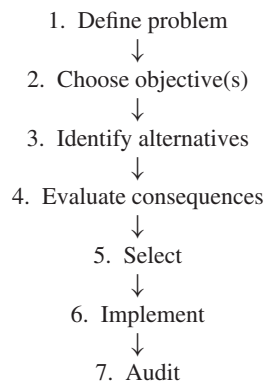 1. Define problem
↓
2. Choose objective(s)
↓
3. Identify alternatives
↓
4. Evaluate consequences
↓
5. Select
↓
6. Implement
↓
7. Audit